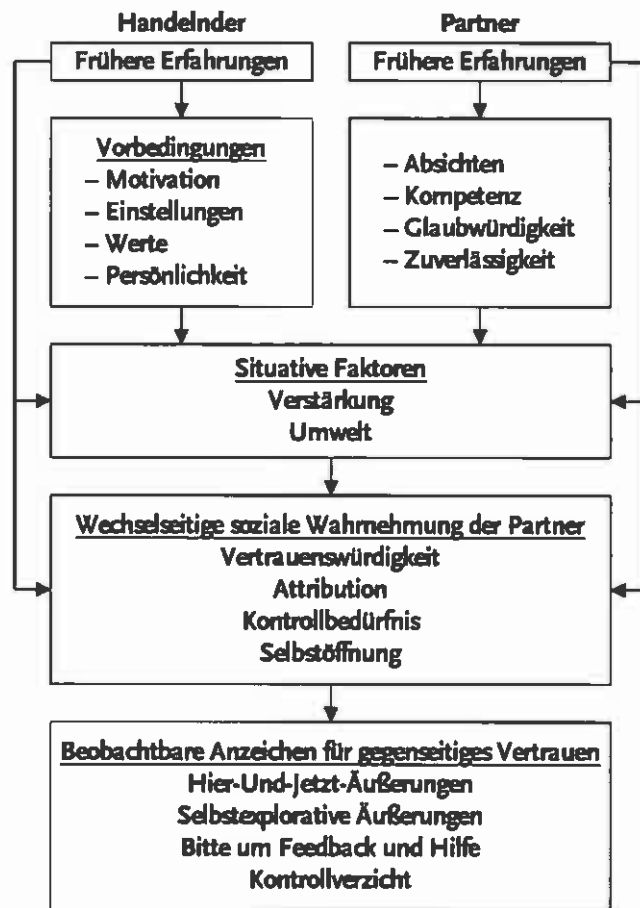 Handelnder
Partner
Frühere Erfahrungen
Frühere Erfahrungen
Vorbedingungen
– Motivation
– Einstellungen
– Werte
– Persönlichkeit
– Absichten
– Kompetenz
– Glaubwürdigkeit
– Zuverlässigkeit
Situative Faktoren
Verstärkung
Umwelt
Wechselseitige soziale Wahrnehmung der Partner
Vertrauenswürdigkeit
Attribution
Kontrollbedürfnis
Selbstöffnung
Beobachtbare Anzeichen für gegenseitiges Vertrauen
Hier-Und-Jetzt-Äußerungen
Selbstexplorative Äußerungen
Bitte um Feedback und Hilfe
Kontrollverzicht